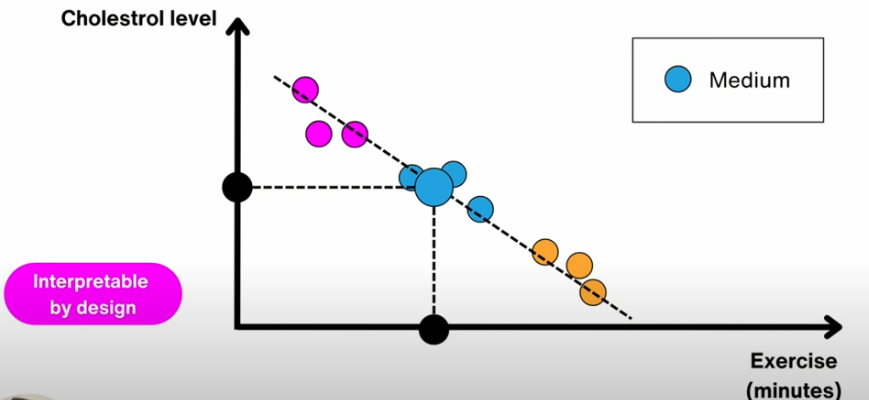 Cholestrol level
Medium
Interpretable
by design
Exercise
(minutes)